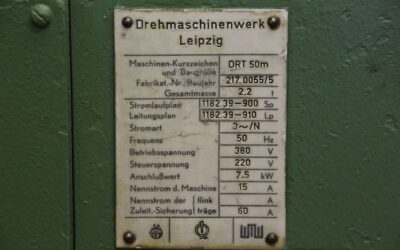 Drehmaschinenwerk
Leipzig
Maschinen-Kurzzeichen und Baugröße DRT 50m
Fabrikat.-Nr./Baujahr 217 0055/5
Gesamtmasse 2,2 t
Stromlaufplan 1182.39-900 Sp
Leitungsplan 1182.39-910 Lp
Stromart 3~/N
Frequenz 50 Hz
Betriebsspannung 380 V
Steuerspannung 220 V
Anschlußwert 7,5 kW
Nennstrom d. Maschine 15 A
Nennstrom der flink
Zuleit.-Sicherung träge 60 A
WMW